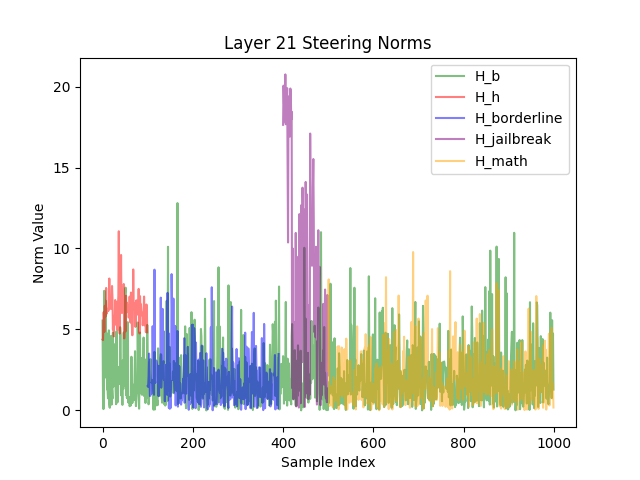 Layer 21 Steering Norms
H_b
H_h
H_borderline
H_jailbreak
H_math
Norm Value
20
15
10
5
0
0 200 400 600 800 1000
Sample Index